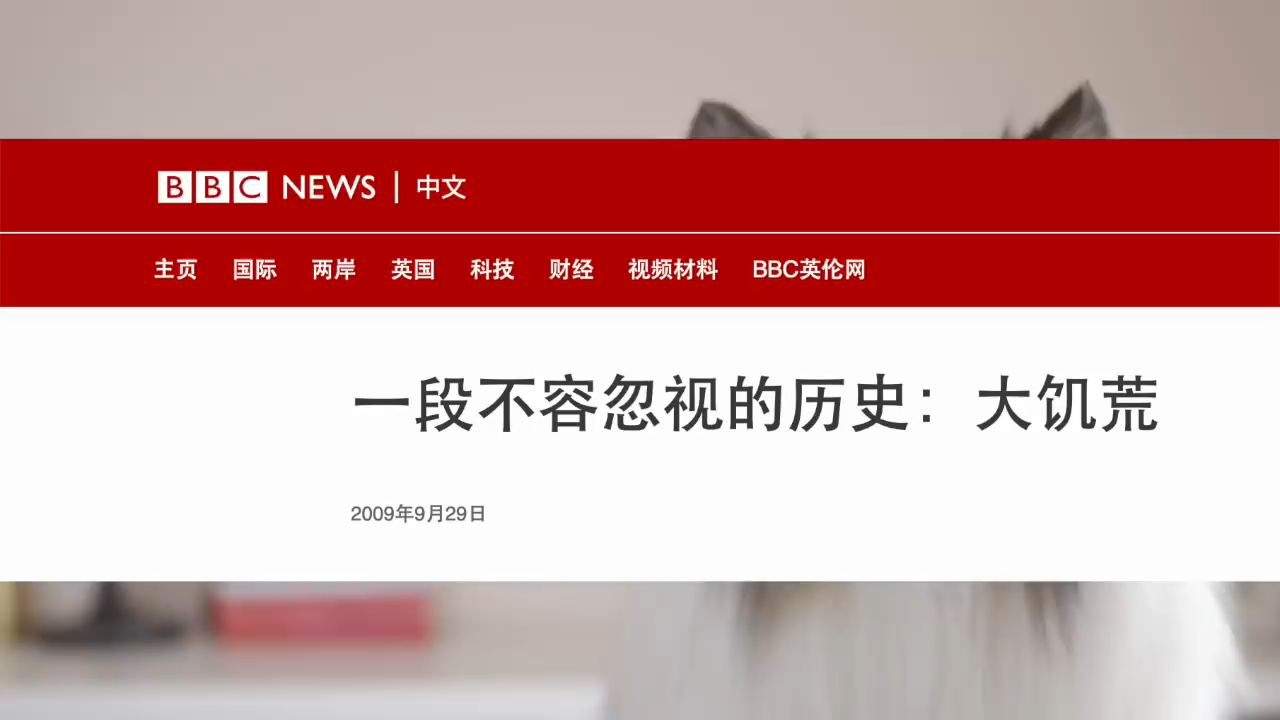 BBC NEWS | 中文
主页 国际 两岸 英国 科技 财经 视频材料 BBC英伦网
一段不容忽视的历史：大饥荒
2009年9月29日